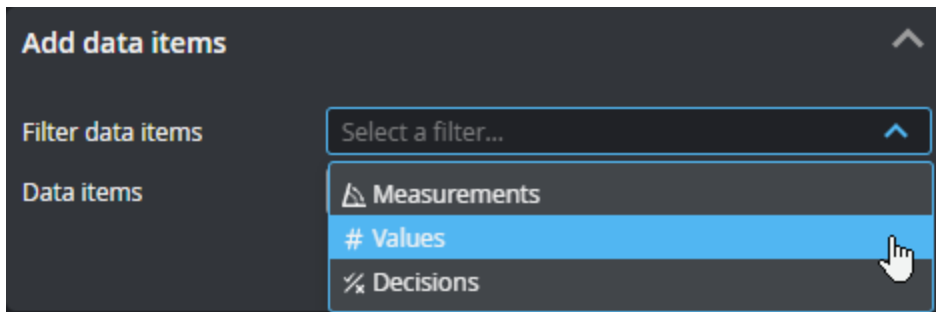 Add data items
Filter data items
Select a filter...
Data items
Measurements
# Values
Decisions